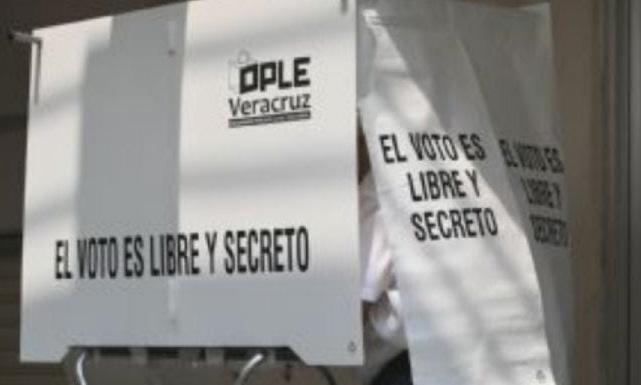 OPLE
Veracruz
EL VOTO ES LIBRE Y SECRETO
EL VOTO ES
LIBRE Y
SECRETO
EL VOTO ES
LIBRE Y
SECRETO